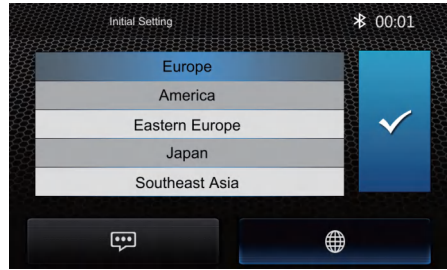 Initial Setting
00:01
Europe
America
Eastern Europe
Japan
Southeast Asia